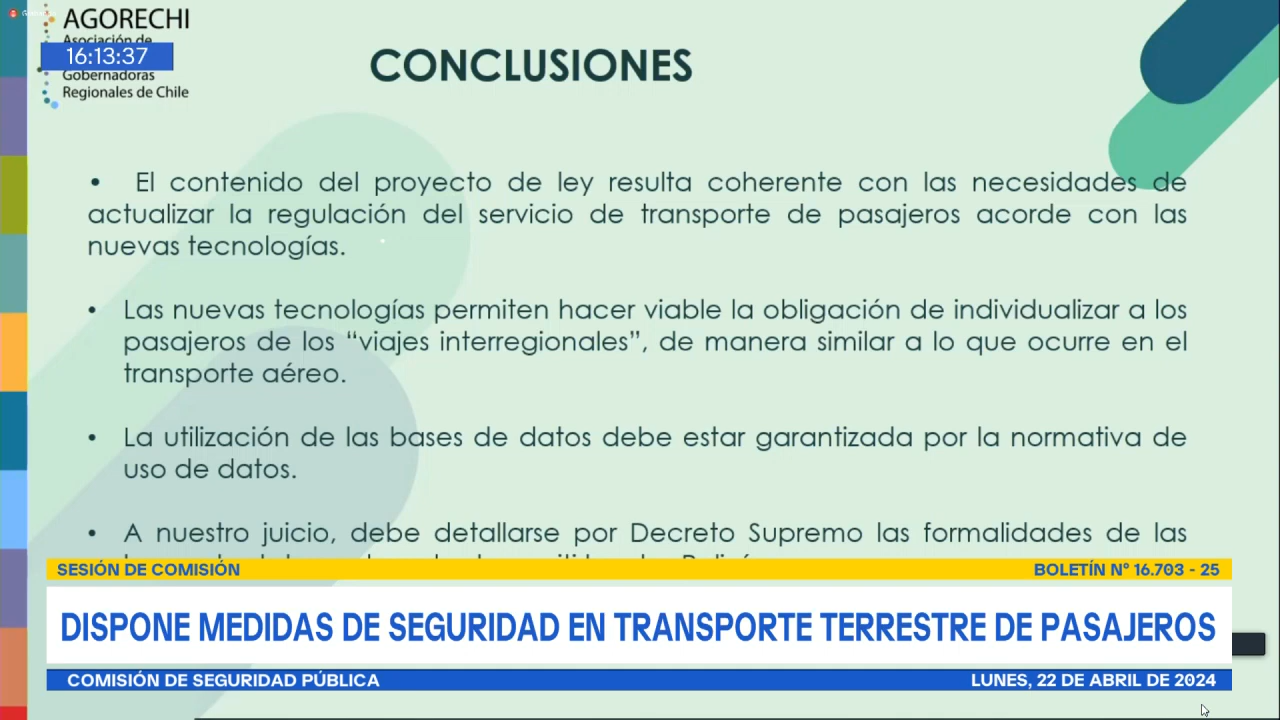 AGORECHI
Asociación de
16:13:37
Gobernadoras
Regionales de Chile
CONCLUSIONES
• El contenido del proyecto de ley resulta coherente con las necesidades de
actualizar la regulación del servicio de transporte de pasajeros acorde con las
nuevas tecnologías.
• Las nuevas tecnologías permiten hacer viable la obligación de individualizar a los
pasajeros de los “viajes interregionales”, de manera similar a lo que ocurre en el
transporte aéreo.
• La utilización de las bases de datos debe estar garantizada por la normativa de
uso de datos.
• A nuestro juicio, debe detallarse por Decreto Supremo las formalidades de las
SESIÓN DE COMISIÓN
BOLETÍN N° 16.703 - 25
DISPONE MEDIDAS DE SEGURIDAD EN TRANSPORTE TERRESTRE DE PASAJEROS
COMISIÓN DE SEGURIDAD PÚBLICA
LUNES, 22 DE ABRIL DE 2024